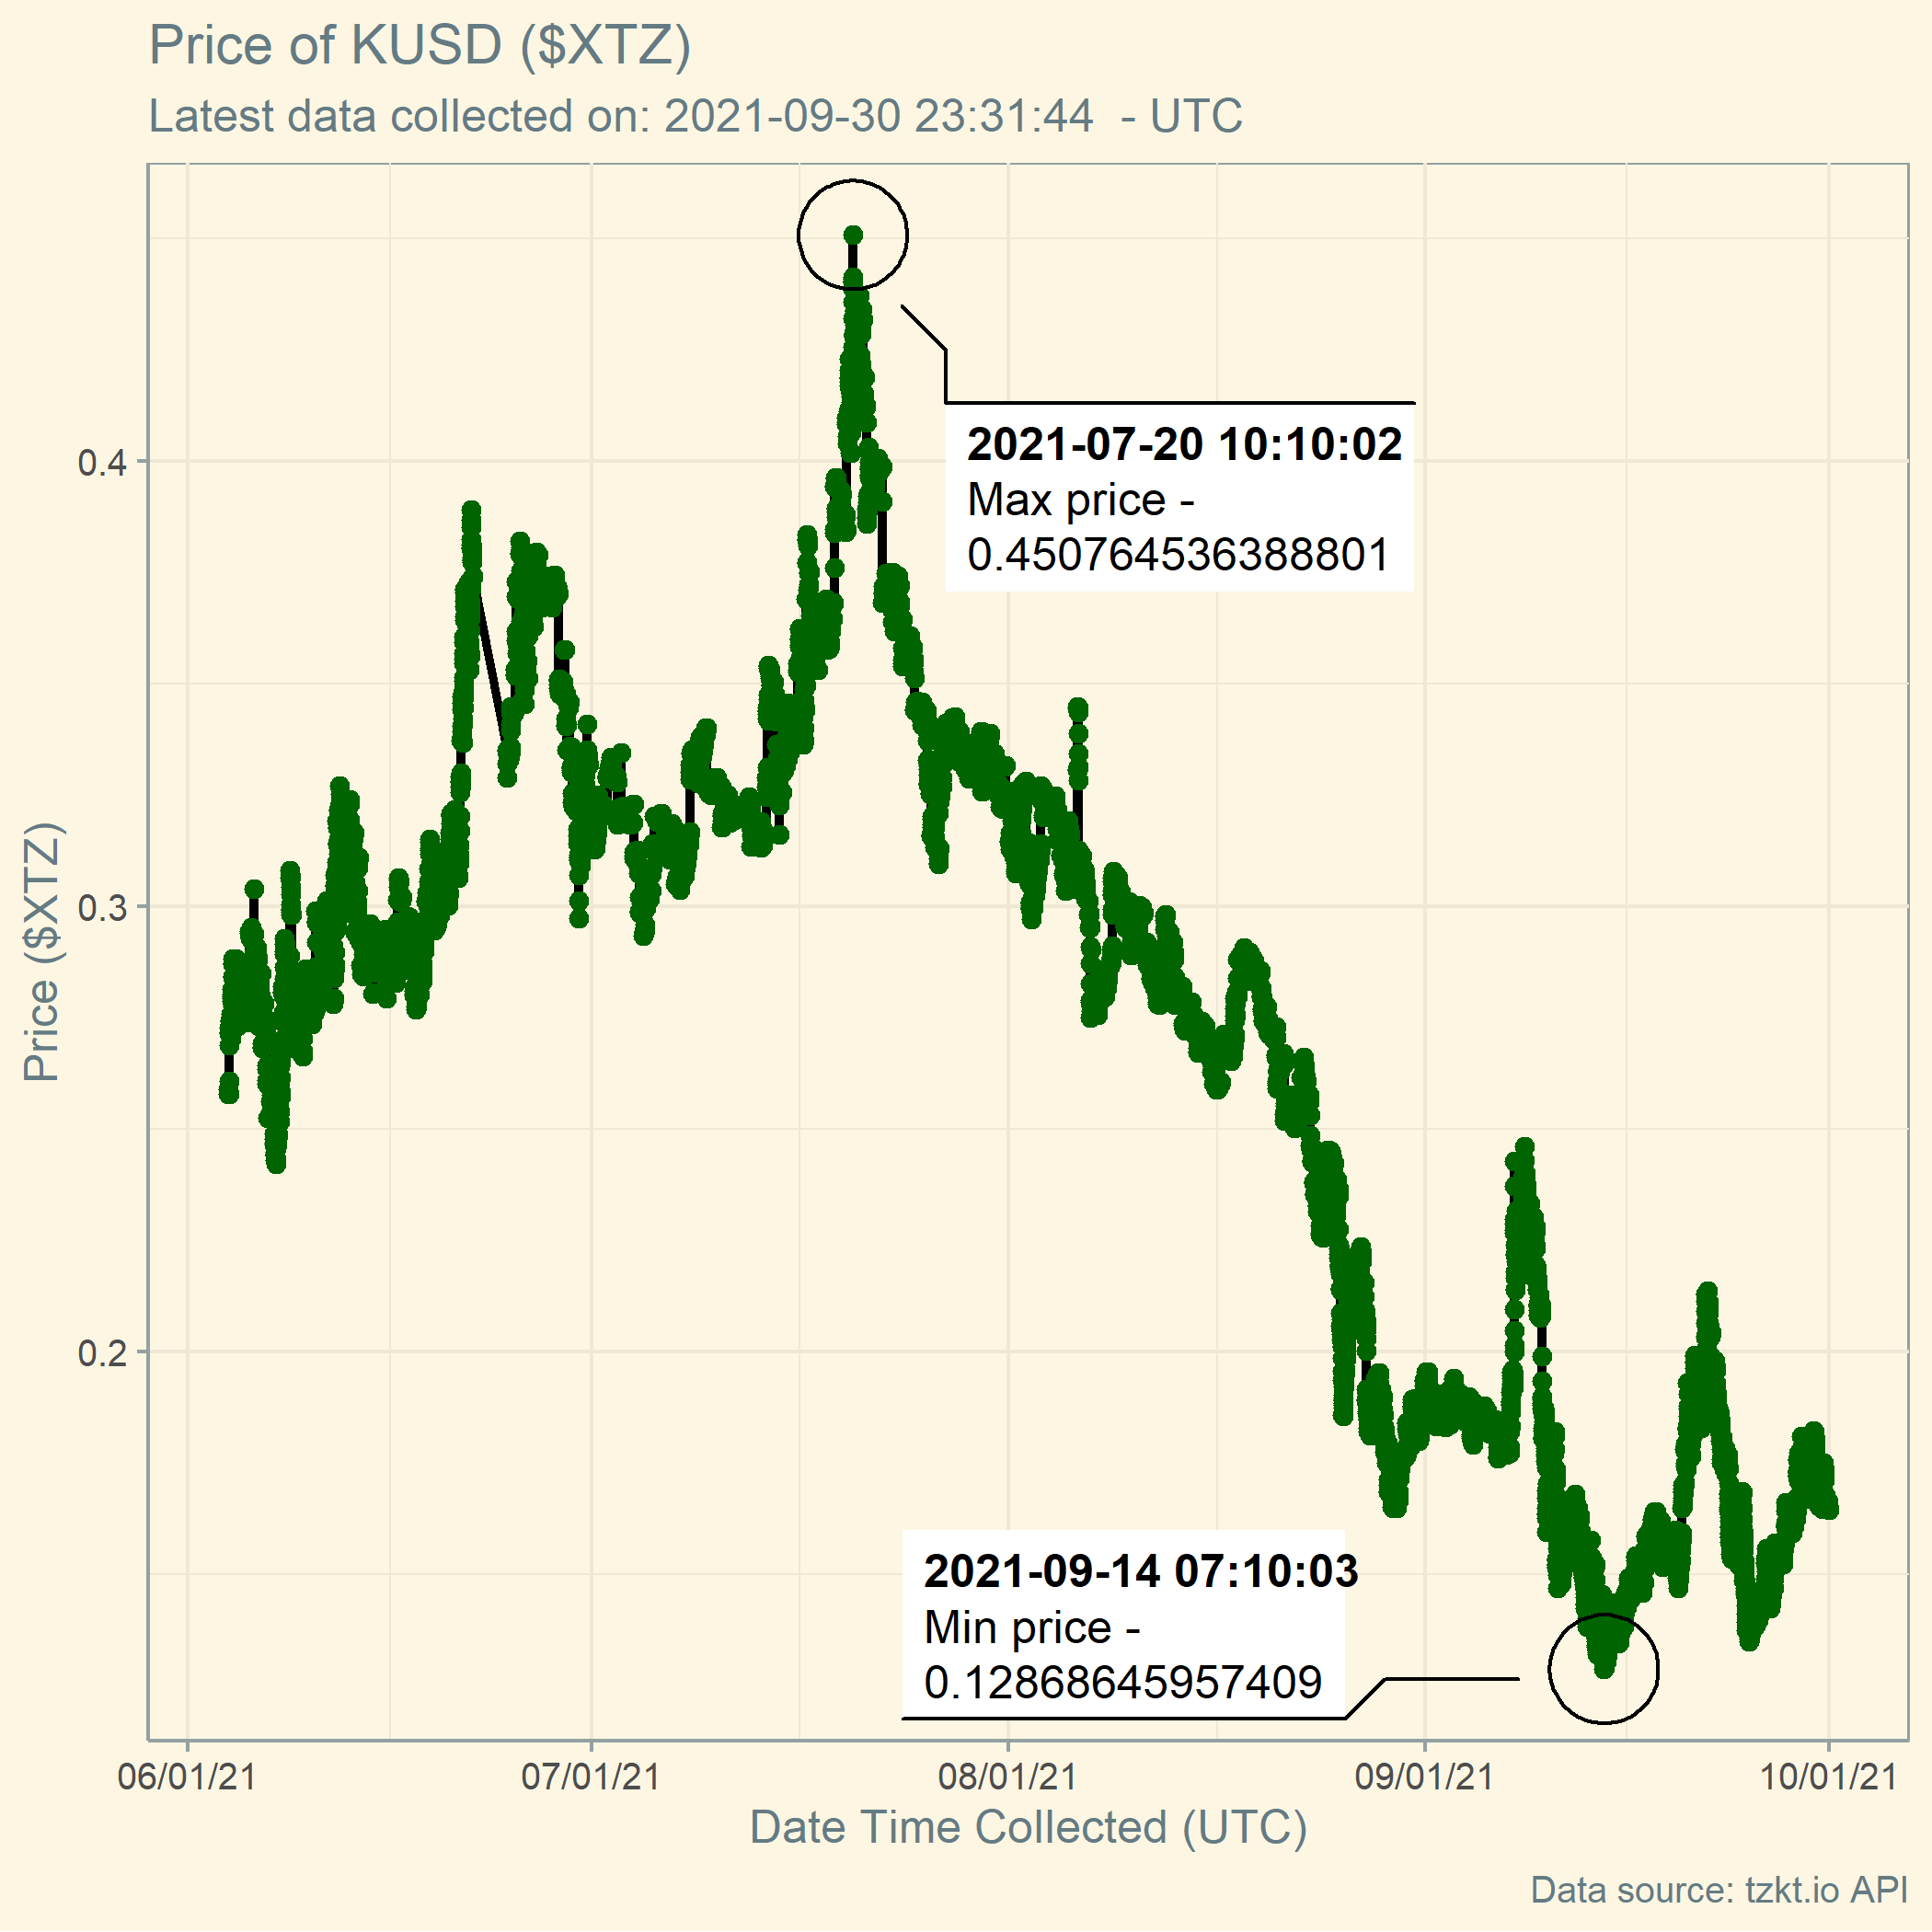 Price of KUSD ($XTZ)
Latest data collected on: 2021-09-30 23:31:44  - UTC
2021-07-20 10:10:02
Max price -
0.450764536388801
0.4
0.3
0.2
Price ($XTZ)
2021-09-14 07:10:03
Min price -
0.12868645957409
06/01/21
07/01/21
08/01/21
09/01/21
10/01/21
Date Time Collected (UTC)
Data source: tzkt.io API